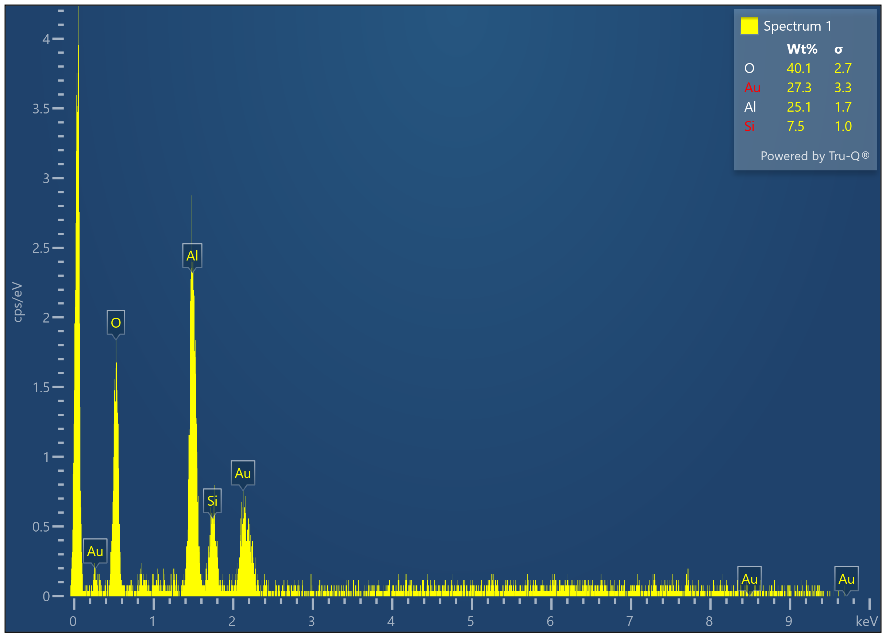 Spectrum 1
Wt% σ
O 40.1 2.7
Au 27.3 3.3
Al 25.1 1.7
Si 7.5 1.0
Powered by Tru-Q®
4
3.5
3
2.5
2
1.5
1
0.5
0
cps/eV
Al
O
Au
Si
Au
Au
Au
0 1 2 3 4 5 6 7 8 9 keV